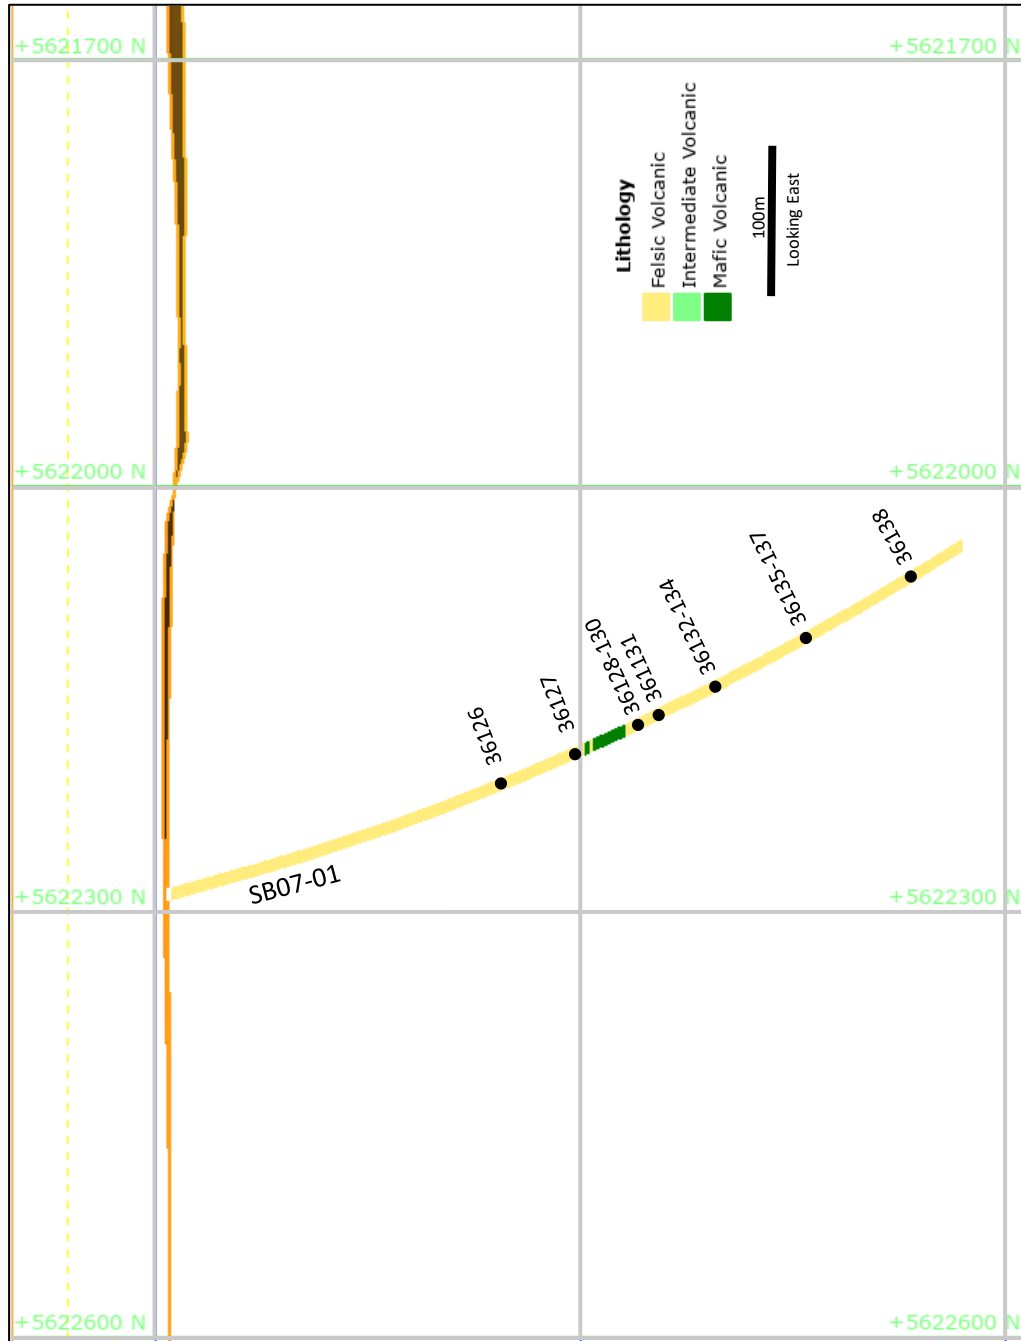 +5621700 N
+5621700 N
Lithology
Felsic Volcanic
Intermediate Volcanic
Mafic Volcanic
100m
Looking East
+5622000 N
+5622000 N
36126
36127
36128-130
36131
36132-134
36135-137
36138
SB07-01
+5622300 N
+5622300 N
+5622600 N
+5622600 N